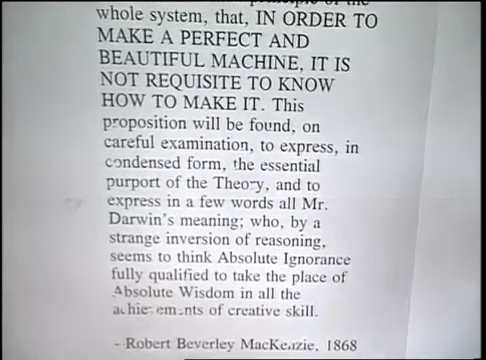 whole system, that, IN ORDER TO
MAKE A PERFECT AND
BEAUTIFUL MACHINE, IT IS
NOT REQUISITE TO KNOW
HOW TO MAKE IT. This
proposition will be found, on
careful examination, to express, in
condensed form, the essential
purport of the Theory, and to
express in a few words all Mr.
Darwin's meaning; who, by a
strange inversion of reasoning,
seems to think Absolute Ignorance
fully qualified to take the place of
Absolute Wisdom in all the
achievements of creative skill.
--Robert Beverley MacKenzie, 1868